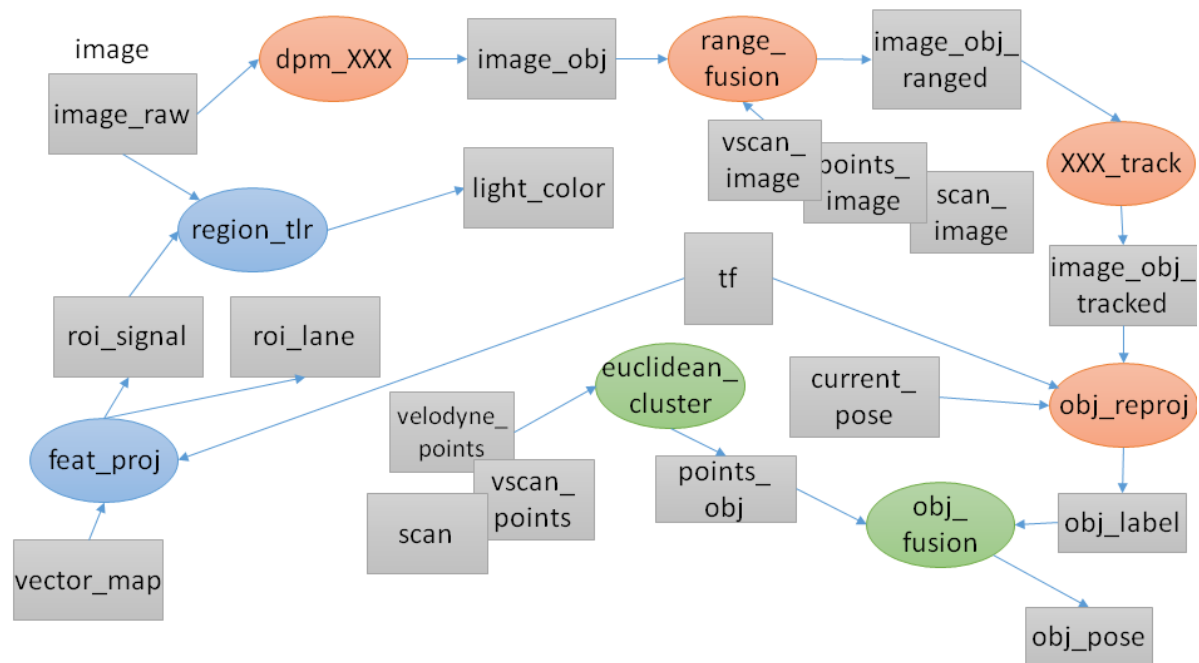 image
image_raw
dpm_XXX
image_obj
range_
fusion
image_obj_
ranged
vscan_
image
points_
image
scan_
image
XXX_track
light_color
region_tlr
tf
image_obj_
tracked
roi_signal
roi_lane
euclidean_
cluster
current_
pose
obj_reproj
velodyne_
points
feat_proj
vscan_
points
scan
points_
obj
obj_
fusion
obj_label
vector_map
obj_pose